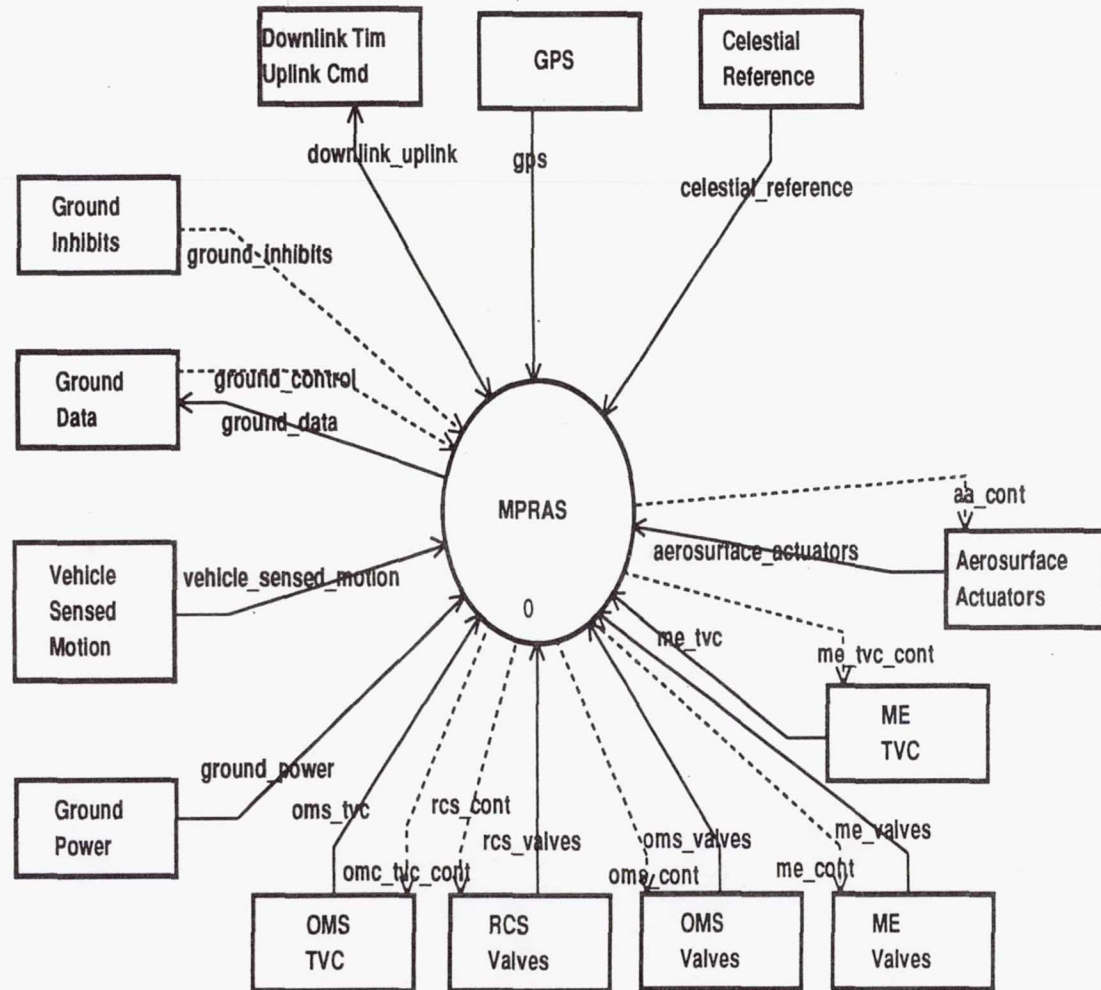 Downlink Tim
Uplink Cmd
GPS
Celestial
Reference
downlink_uplink
gps
celestial_reference
Ground
Inhibits
ground_inhibits
Ground
Data
ground_control
ground_data
MPRAS
0
aa_cont
aerosurface_actuators
Aerosurface
Actuators
Vehicle
Sensed
Motion
vehicle_sensed_motion
me_tvc
me_tvc_cont
ME
TVC
Ground
Power
ground_power
oms_tvc
rcs_cont
rcs_valves
oms_valves
me_valves
omc_tvc_cont
oms_cont
me_cont
OMS
TVC
RCS
Valves
OMS
Valves
ME
Valves